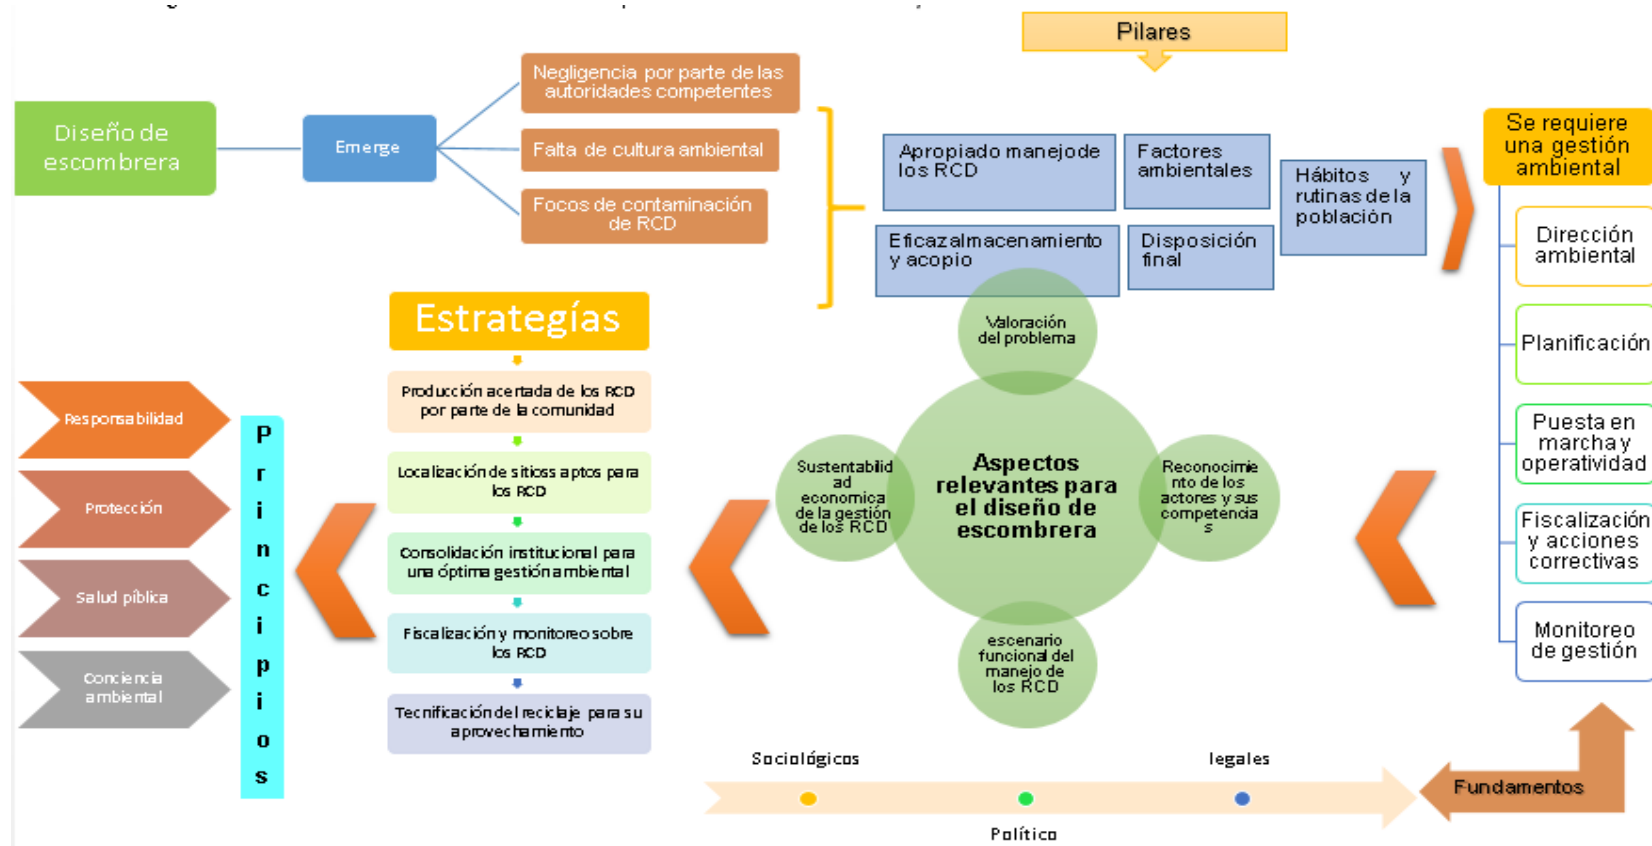 Pilares
Diseño de
escombrera
Emerge
Negligencia por parte de las
autoridades competentes
Falta de cultura ambiental
Focos de contaminación
de RCD
Apropiado manejode
los RCD
Factores
ambientales
Hábitos y
rutinas de la
población
Eficazalmacenamiento
y acopio
Disposición
final
Se requiere
una gestión
ambiental
Dirección
ambiental
Planificación
Puesta en
marcha y
operatividad
Fiscalización
y acciones
correctivas
Monitoreo
de gestión
Valoración
del problema
Aspectos
relevantes para
el diseño de
escombrera
Sustentabilid
ad
economica
de la gestión
de los RCD
Reconocimie
nto de los
actores y sus
competencia
s
escenario
funcional del
manejo de
los RCD
Estrategías
Producción acertada de los RCD
por parte de la comunidad
Localización de sitioss aptos para
los RCD
Consolidación institucional para
una óptima gestión ambiental
Fiscalización y monitoreo sobre
los RCD
Tecnificación del reciclaje para su
aprovechamiento
Principios
Responsabilidad
Protección
Salud píblica
Conciencia
ambiental
Sociológicos
Político
legales
Fundamentos